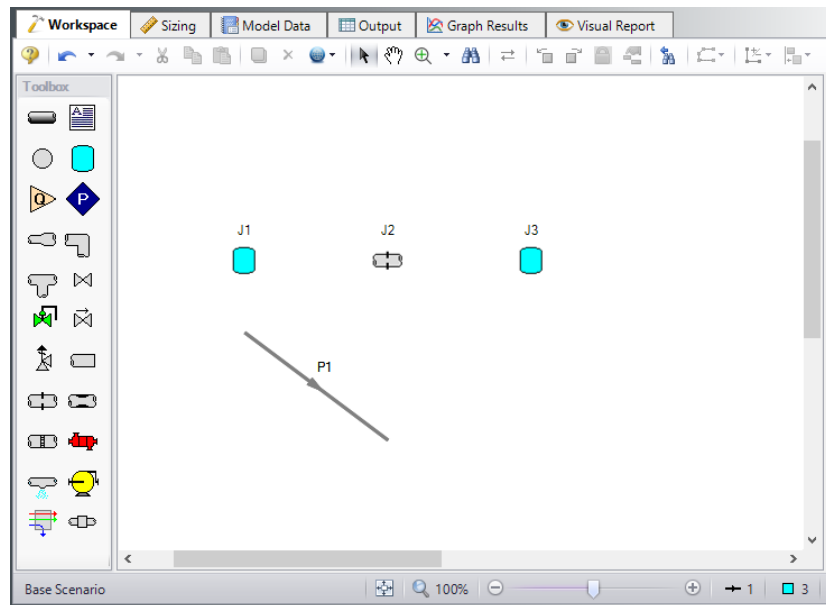 Workspace Sizing Model Data Output Graph Results Visual Report
Toolbox
A
Q P
J1 J2 J3
P1
Base Scenario 100% 1 3